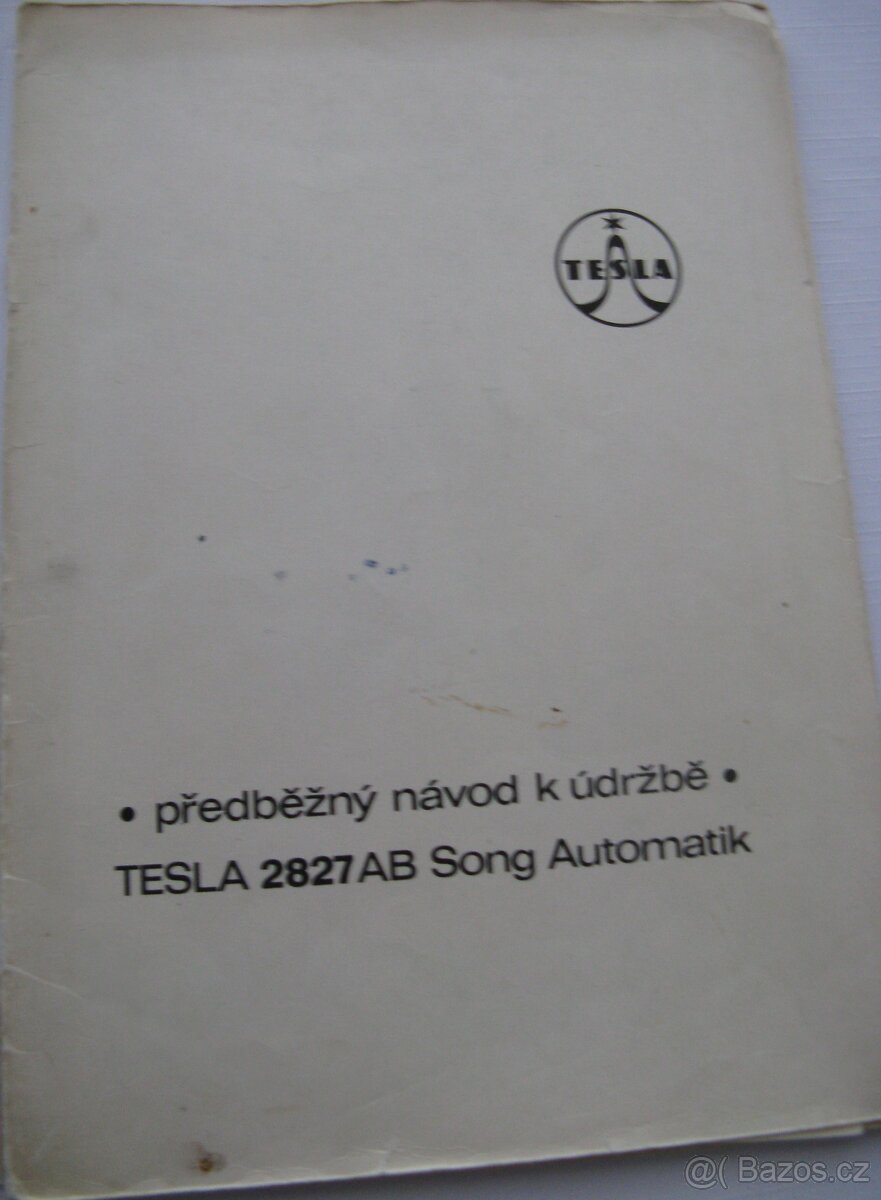 TESLA
• předběžný návod k údržbě •
TESLA 2827AB Song Automatik
@( Bazos.cz